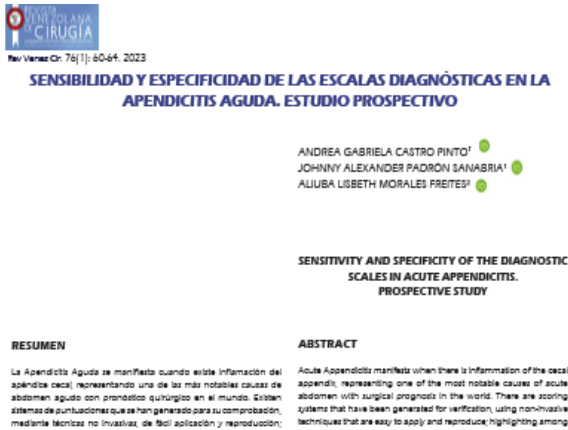 REVISTA
VENEZOLANA
DE CIRUGÍA
Rev Venez Cir. 76(1): 60-64. 2023
SENSIBILIDAD Y ESPECIFICIDAD DE LAS ESCALAS DIAGNÓSTICAS EN LA
APENDICITIS AGUDA. ESTUDIO PROSPECTIVO
ANDREA GABRIELA CASTRO PINTO¹
JOHNNY ALEXANDER PADRÓN SANABRIA¹
ALIUBA LISBETH MORALES FREITES²
SENSITIVITY AND SPECIFICITY OF THE DIAGNOSTIC
SCALES IN ACUTE APPENDICITIS.
PROSPECTIVE STUDY
RESUMEN
La Apendicitis Aguda se manifiesta cuando existe inflamación del
apéndice cecal, representando una de las más notables causas de
abdomen agudo con pronóstico quirúrgico en el mundo. Existen
sistemas de puntuaciones que se han generado para su comprobación,
mediante técnicas no invasivas, de fácil aplicación y reproducción;
ABSTRACT
Acute Appendicitis manifests when there is inflammation of the cecal
appendix, representing one of the most notable causes of acute
abdomen with surgical prognosis in the world. There are scoring
systems that have been generated for verification, using non-invasive
techniques that are easy to apply and reproduce; highlighting among